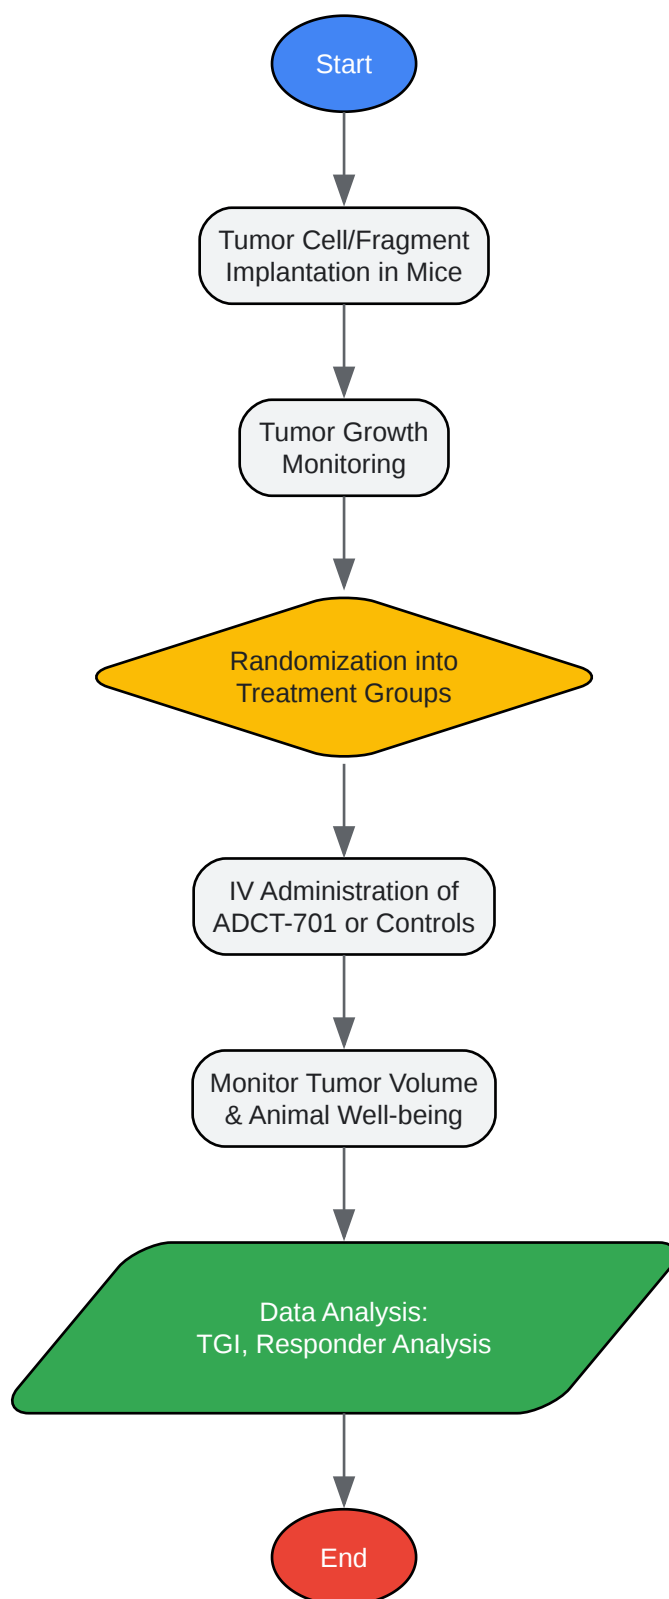 Start
Tumor Cell/Fragment
Implantation in Mice
Tumor Growth
Monitoring
Randomization into
Treatment Groups
IV Administration of
ADCT-701 or Controls
Monitor Tumor Volume
& Animal Well-being
Data Analysis:
TGI, Responder Analysis
End